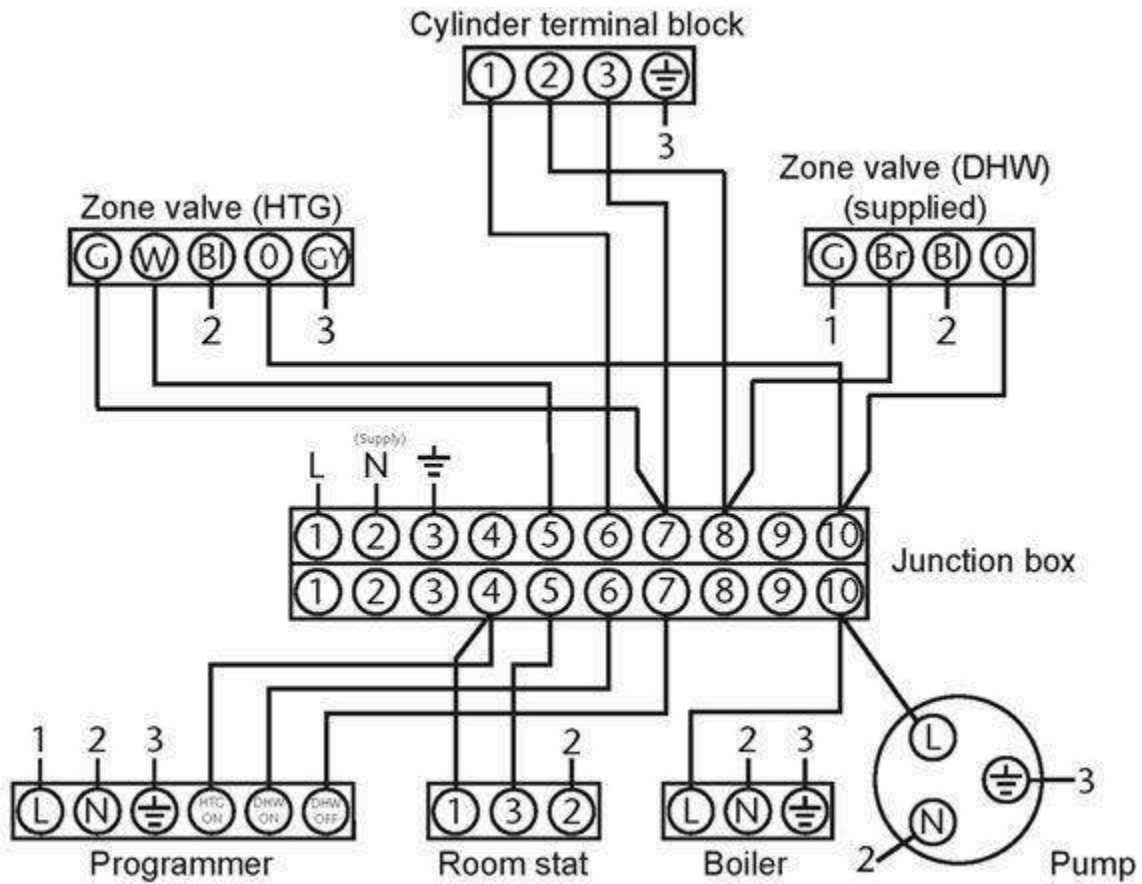 Cylinder terminal block
1 2 3
3
Zone valve (DHW)
(supplied)
Zone valve (HTG)
G W Bl 0 GY
2 3
G Br Bl 0
1 2
(Supply)
L N
1 2 3 4 5 6 7 8 9 10
Junction box
1 2 3 4 5 6 7 8 9 10
1 2 3
L N HTG ON DHW ON DHW OFF
Programmer
2
1 3 2
Room stat
2 3
L N
Boiler
L
3
N
2
Pump